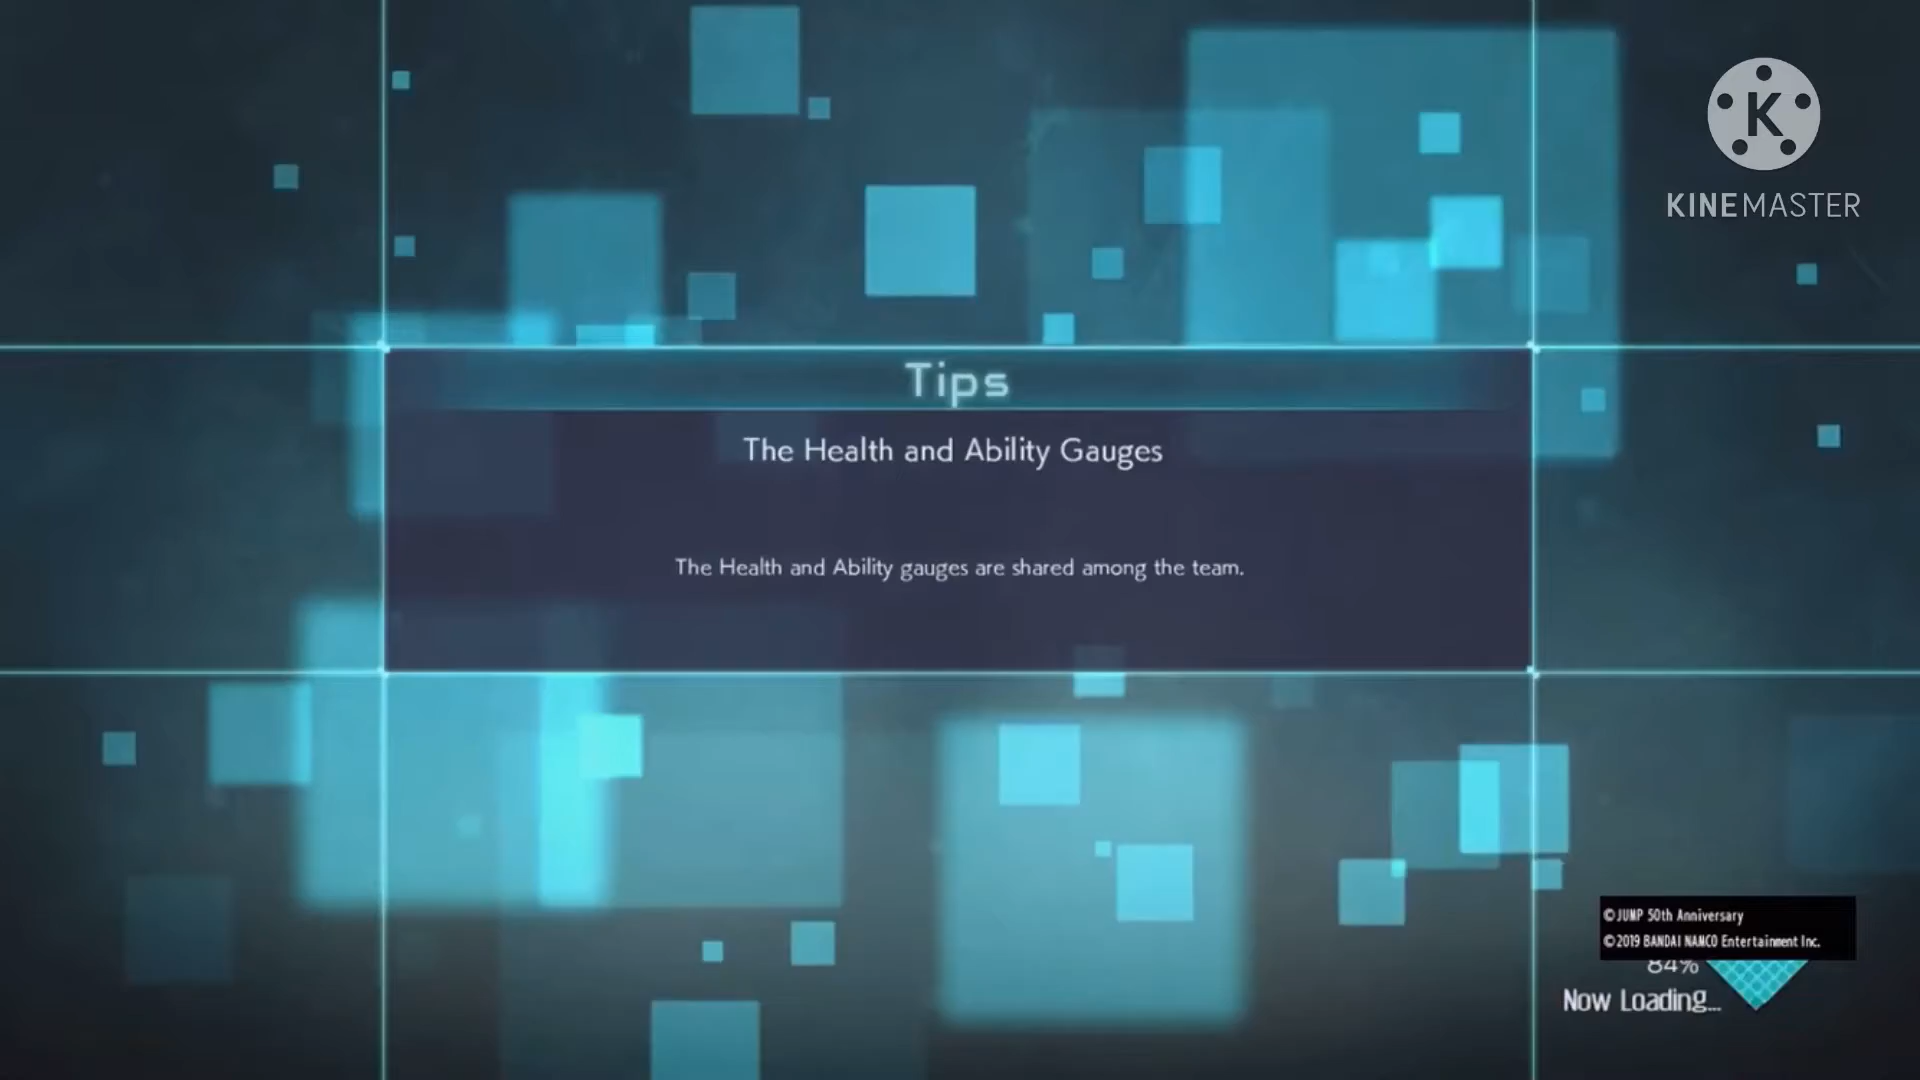 K
KINEMASTER
Tips
The Health and Ability Gauges
The Health and Ability gauges are shared among the team.
©JUMP 50th Anniversary
©2019 BANDAI NAMCO Entertainment Inc.
84%
Now Loading...